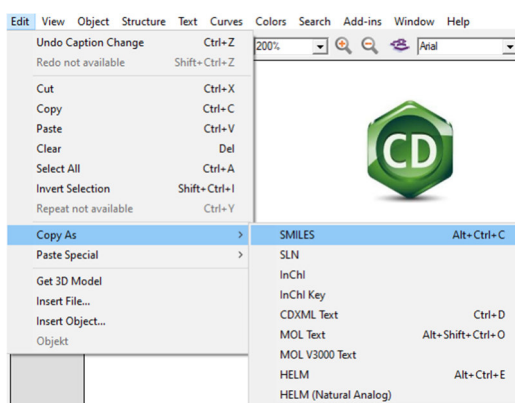 Edit View Object Structure Text Curves Colors Search Add-ins Window Help
Undo Caption Change Ctrl+Z
200% Arial
Redo not available Shift+Ctrl+Z
Cut Ctrl+X
Copy Ctrl+C
Paste Ctrl+V
Clear Del
Select All Ctrl+A
Invert Selection Shift+Ctrl+I
Repeat not available Ctrl+Y
CD
Copy As >
Paste Special >
Get 3D Model
Insert File...
Insert Object...
Objekt
SMILES Alt+Ctrl+C
SLN
InChI
InChI Key
CDXML Text Ctrl+D
MOL Text Alt+Shift+Ctrl+O
MOL V3000 Text
HELM Alt+Ctrl+E
HELM (Natural Analog)